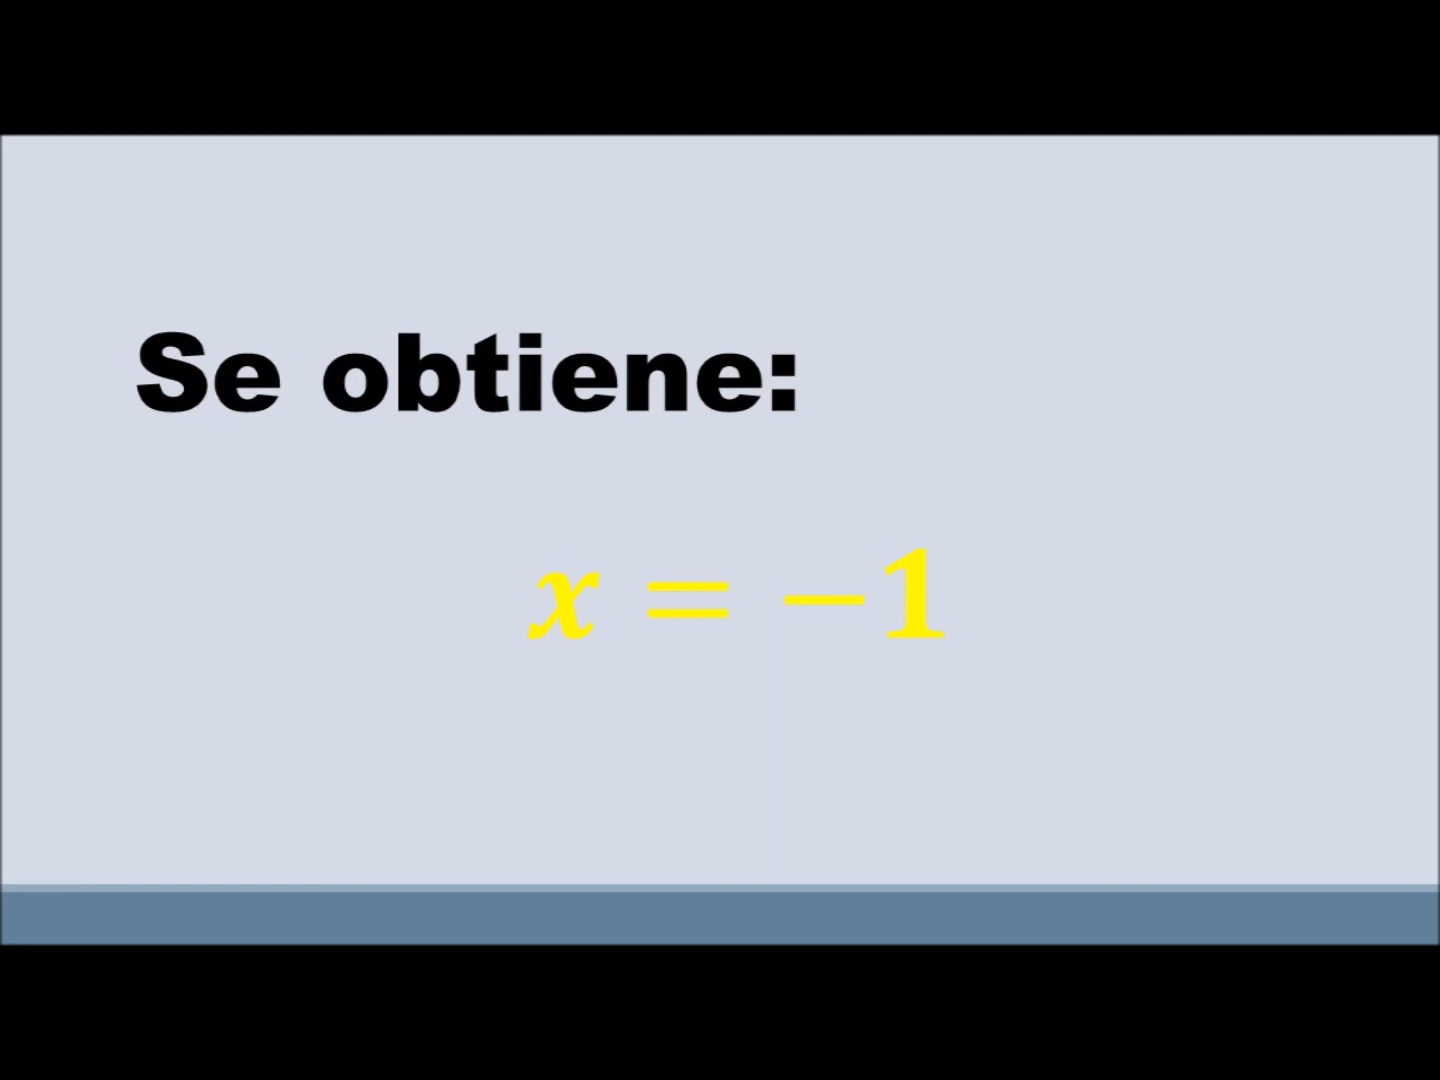 Se obtiene:
x = −1